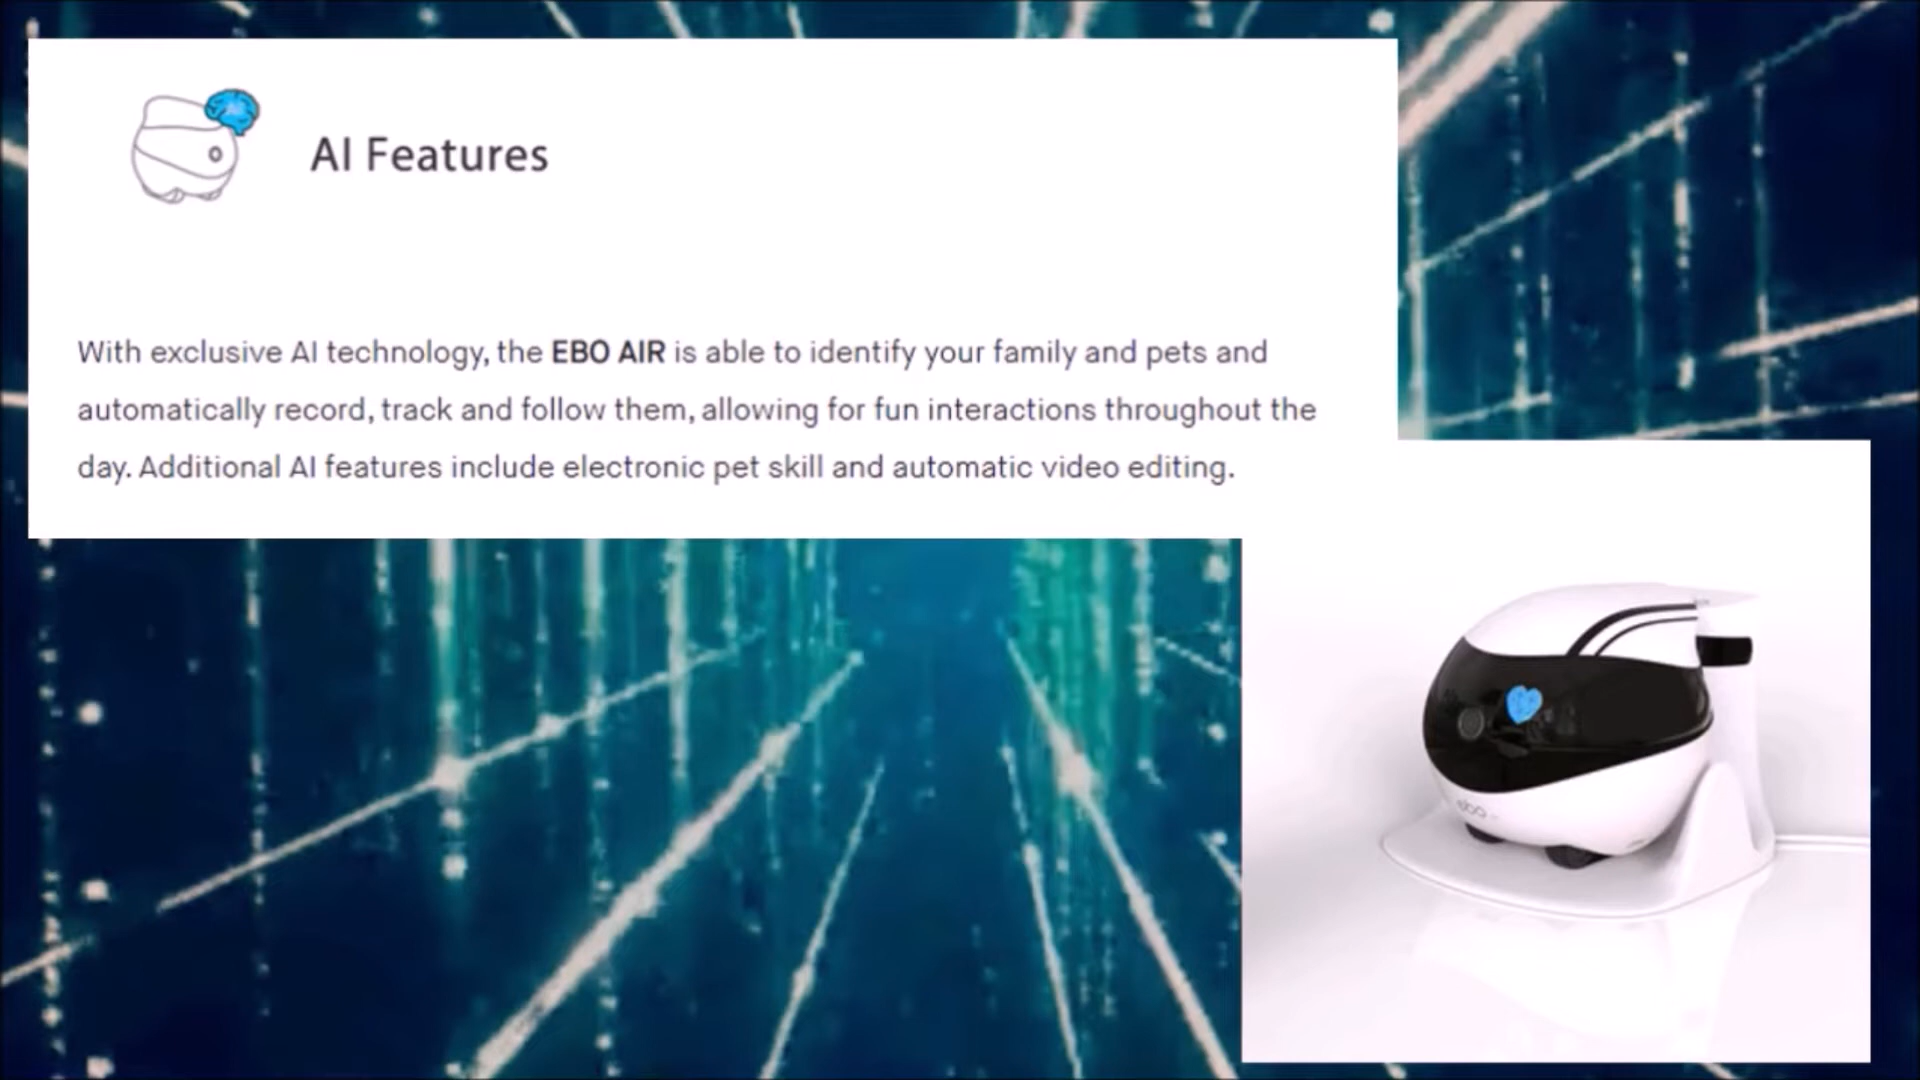 AI Features
With exclusive AI technology, the EBO AIR is able to identify your family and pets and
automatically record, track and follow them, allowing for fun interactions throughout the
day. Additional AI features include electronic pet skill and automatic video editing.
ebo